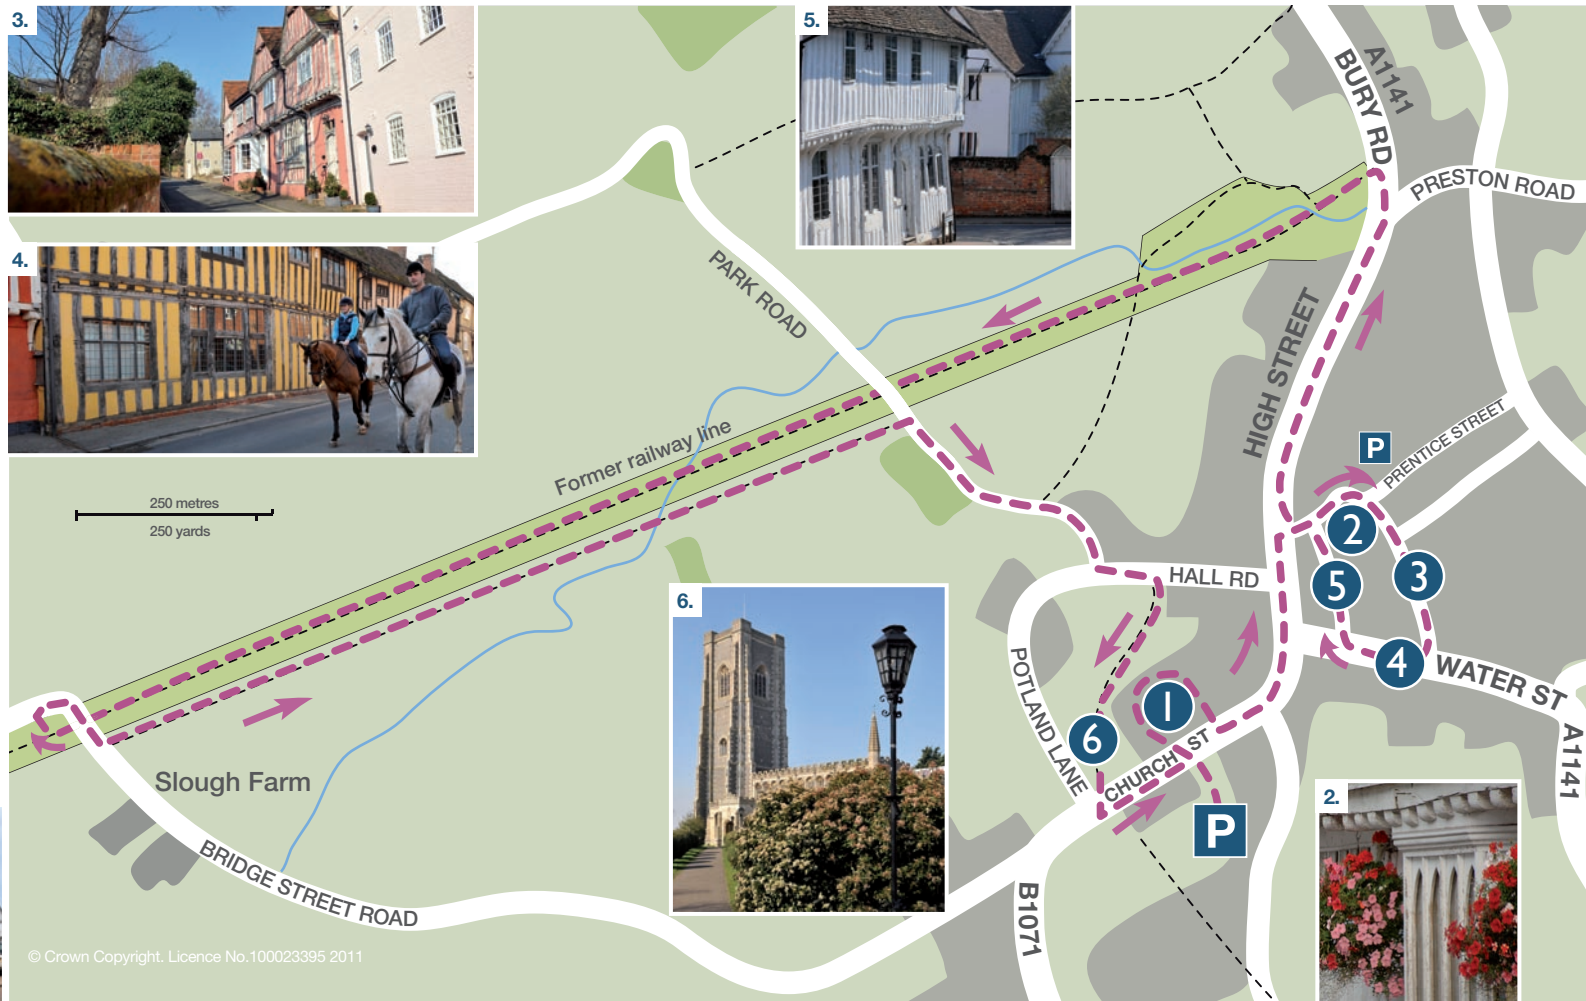 3.
5.
4.
A1141
BURY RD
PRESTON ROAD
PARK ROAD
HIGH STREET
Former railway line
P
PRENTICE STREET
250 metres
250 yards
2
3
5
HALL RD
4
WATER ST
A1141
6.
POTLAND LANE
1
6
CHURCH ST
P
Slough Farm
BRIDGE STREET ROAD
B1071
2.
© Crown Copyright. Licence No.100023395 2011